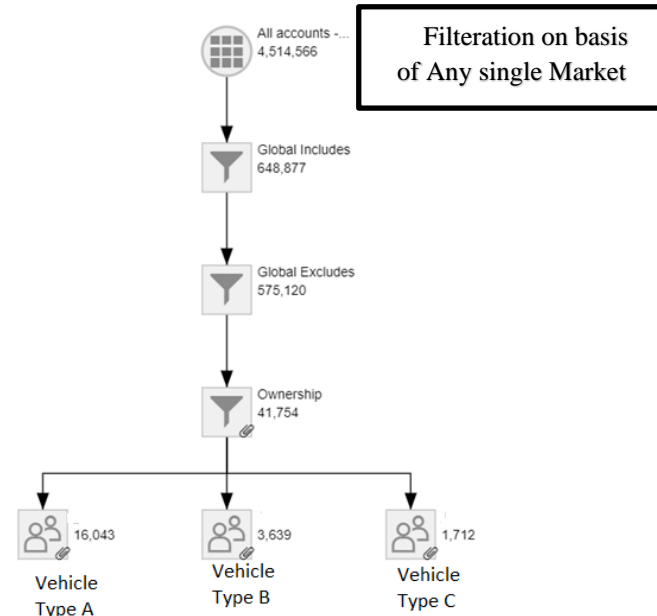 All accounts -...
4,514,566
Filteration on basis
of Any single Market
Global Includes
648,877
Global Excludes
575,120
Ownership
41,754
16,043
3,639
1,712
Vehicle
Type A
Vehicle
Type B
Vehicle
Type C